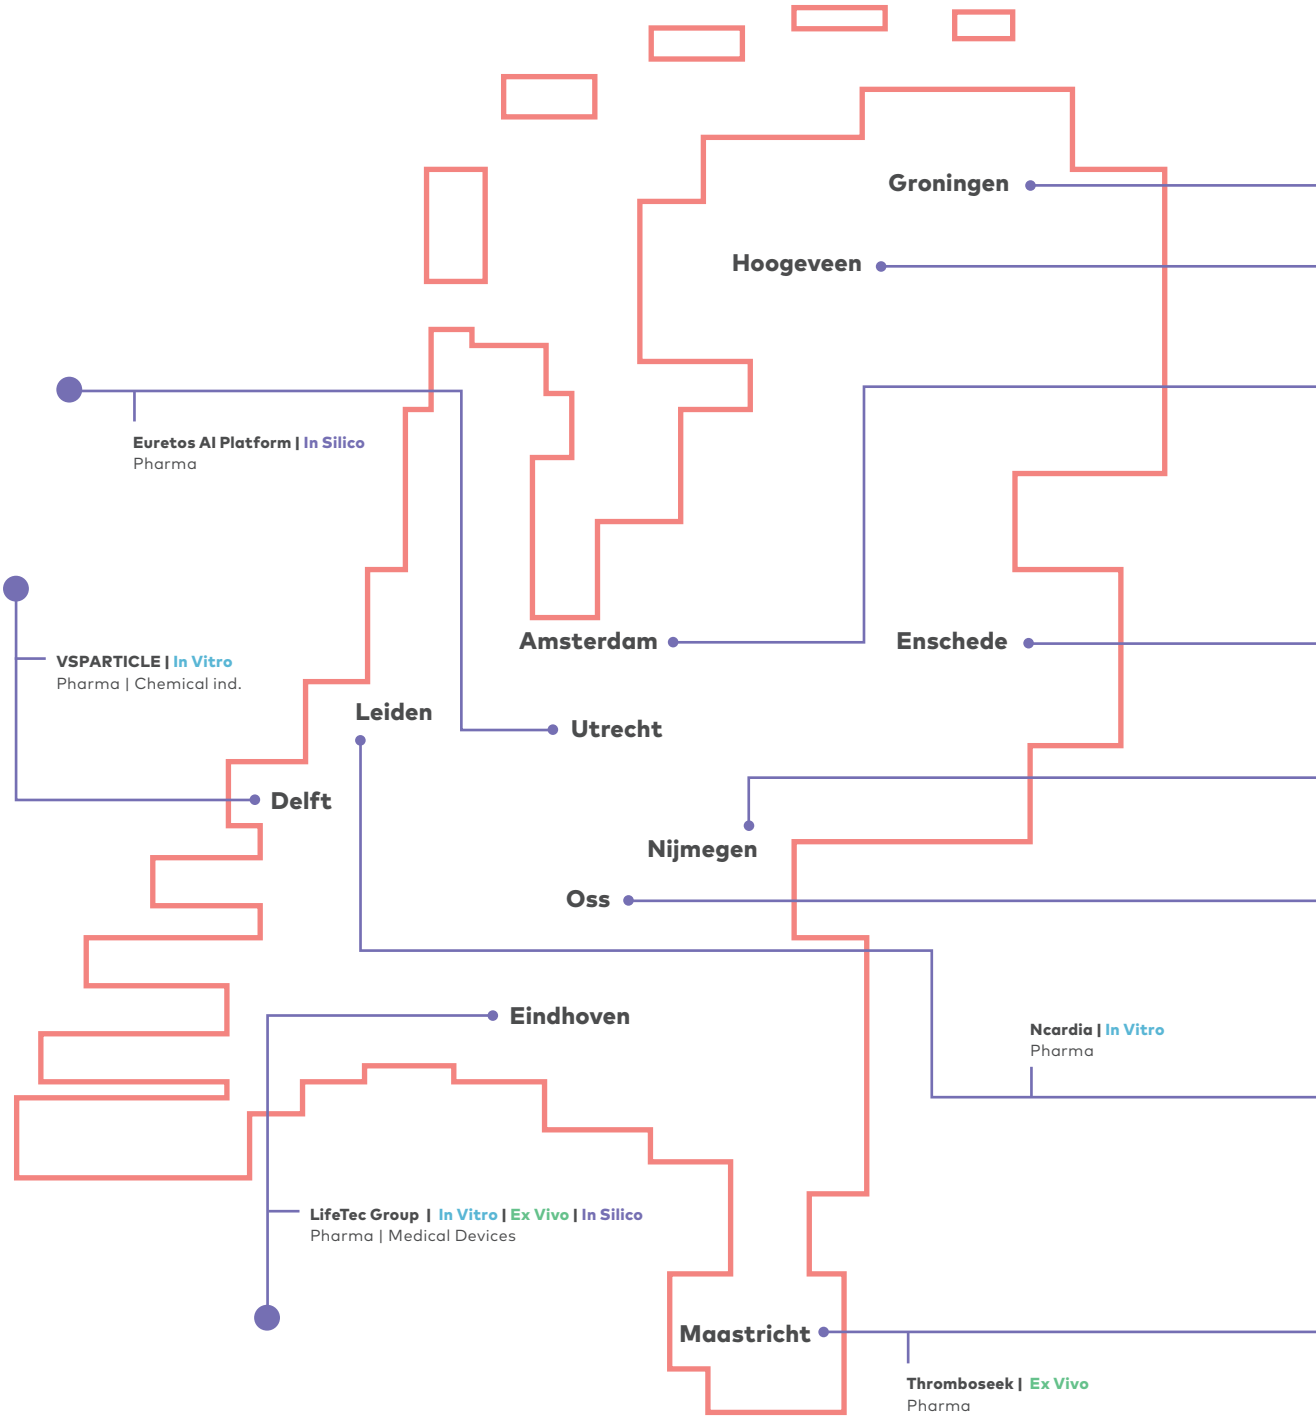 Groningen
Hoogeveen
Euretos AI Platform | In Silico
Pharma
Amsterdam
Enschede
VSPARTICLE | In Vitro
Pharma | Chemical ind.
Leiden
Utrecht
Delft
Nijmegen
Oss
Eindhoven
Ncardia | In Vitro
Pharma
LifeTec Group | In Vitro | Ex Vivo | In Silico
Pharma | Medical Devices
Maastricht
Thromboseek | Ex Vivo
Pharma